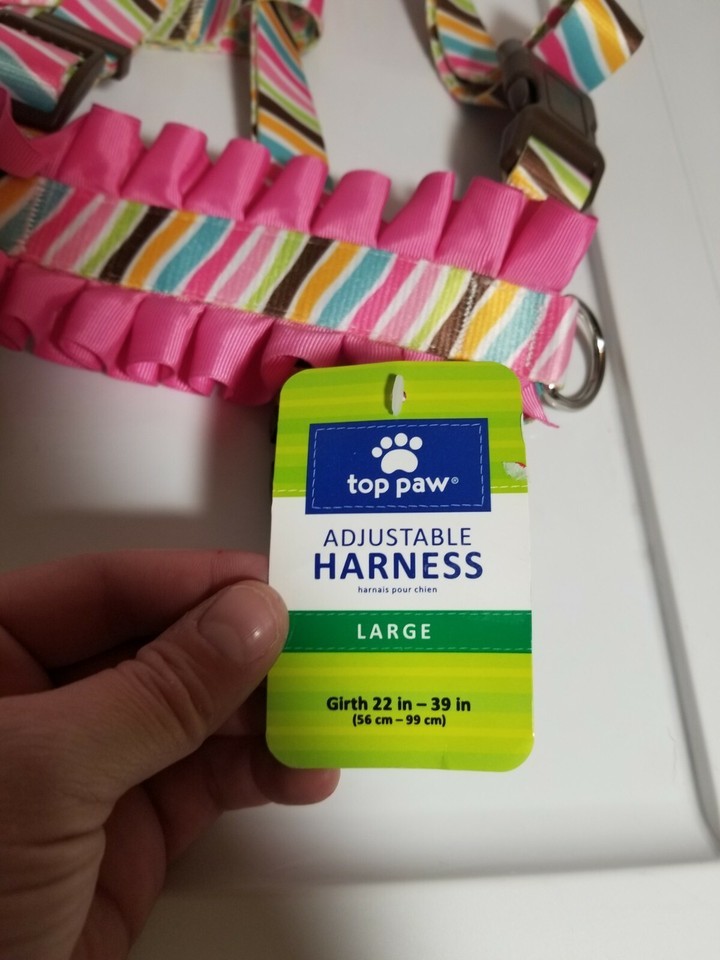 top paw®
ADJUSTABLE
HARNESS
harnais pour chien
LARGE
Girth 22 in – 39 in
(56 cm – 99 cm)